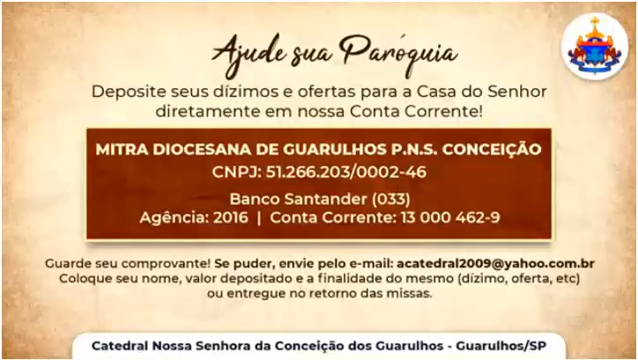 Ajude sua Paróquia
Deposite seus dízimos e ofertas para a Casa do Senhor
diretamente em nossa Conta Corrente!
MITRA DIOCESANA DE GUARULHOS P.N.S. CONCEIÇÃO
CNPJ: 51.266.203/0002-46
Banco Santander (033)
Agência: 2016 | Conta Corrente: 13 000 462-9
Guarde seu comprovante! Se puder, envie pelo e-mail: acatedral2009@yahoo.com.br
Coloque seu nome, valor depositado e a finalidade do mesmo (dízimo, oferta, etc)
ou entregue no retorno das missas.
Catedral Nossa Senhora da Conceição dos Guarulhos - Guarulhos/SP